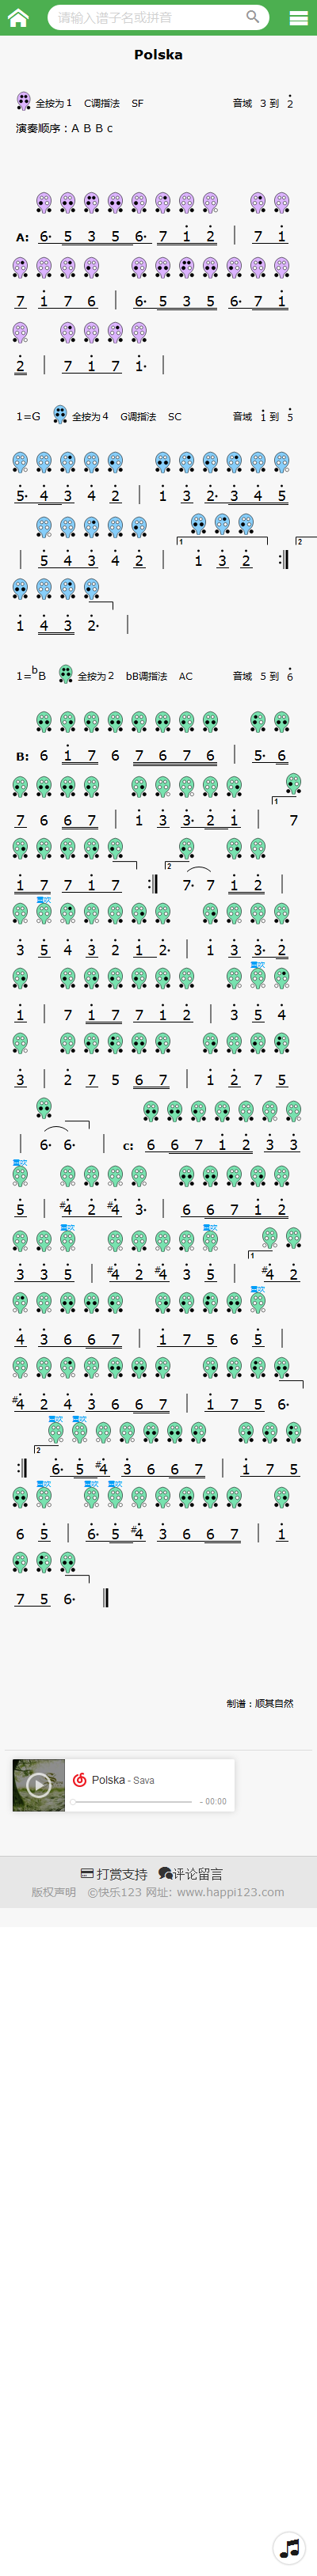 请输入谱子名或拼音
Polska
全按为1 C调指法 SF 音域 3 到 2
演奏顺序：A B B c
A: 6· 5 3 5 6· 7 1 2 | 7 1
7 1 7 6 | 6· 5 3 5 6· 7 1
2 | 7 1 7 1· |
1=G 全按为4 G调指法 SC 音域 1 到 5
5· 4 3 4 2 | 1 3 2· 3 4 5
1 2
| 5 4 3 4 2 | 1 3 2 :|
1 4 3 2· |
1=bB 全按为2 bB调指法 AC 音域 5 到 6
B: 6 1 7 6 7 6 7 6 | 5· 6
1
7 6 6 7 | 1 3 3· 2 1 | 7
2
1 7 7 1 7 :| 7· 7 1 2 |
3 5 4 3 2 1 2· | 1 3 3· 2
1 | 7 1 7 7 1 2 | 3 5 4
3 | 2 7 5 6 7 | 1 2 7 5
| 6· 6· | c: 6 6 7 1 2 3 3
5 | #4 2 #4 3· | 6 6 7 1 2
1
3 3 5 | #4 2 #4 3 5 | #4 2
4 3 6 6 7 | 1 7 5 6 5 |
#4 2 4 3 6 6 7 | 1 7 5 6·
2
:| 6· 5 #4 3 6 6 7 | 1 7 5
6 5 | 6· 5 #4 3 6 6 7 | 1
7 5 6· ‖
制谱：顺其自然
Polska - Sava
- 00:00
打赏支持 评论留言
版权声明 ©快乐123 网址: www.happi123.com